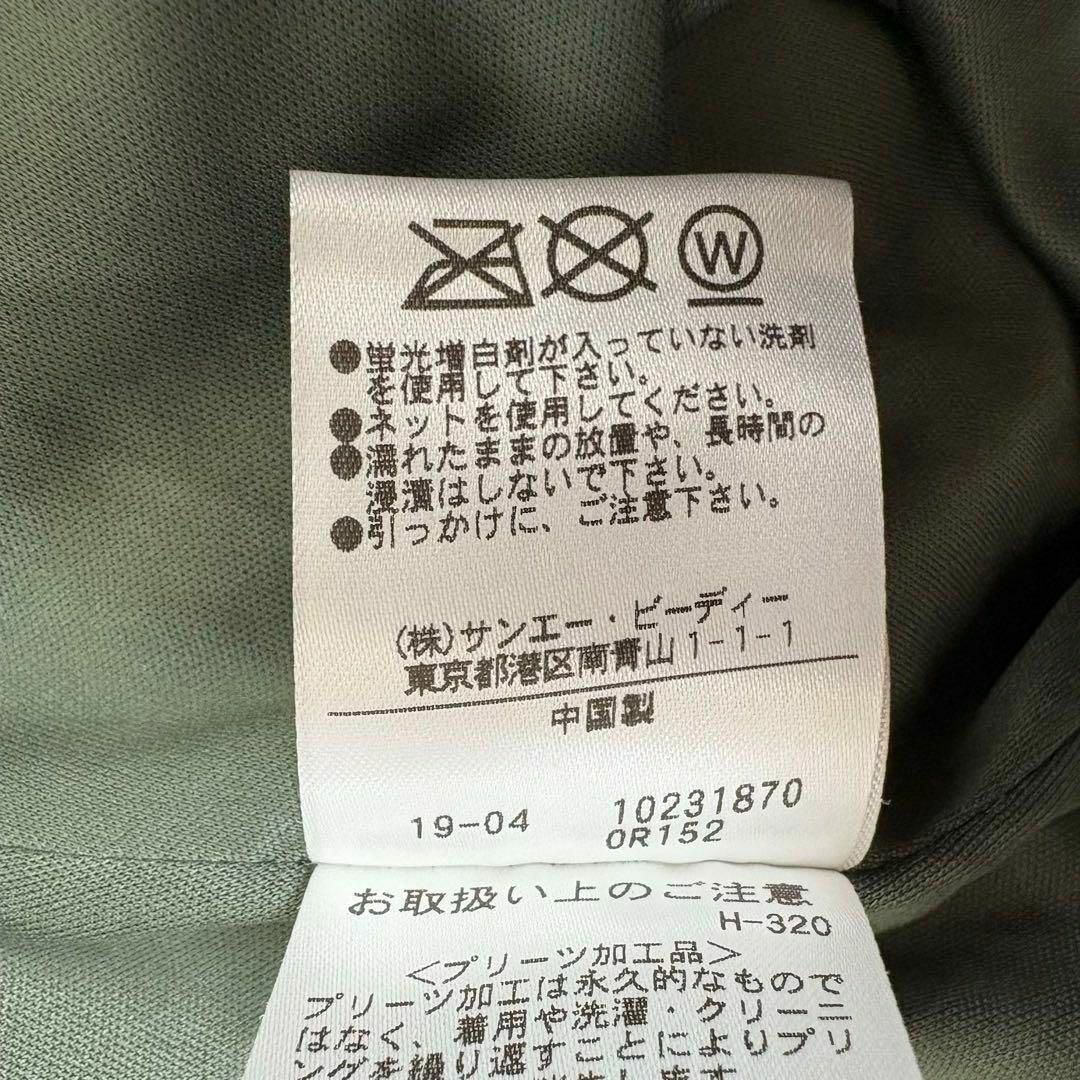 W
●蛍光増白剤が入っていない洗剤
を使用して下さい。
●ネットを使用してください。
●濡れたままの放置や、長時間の
浸漬はしないで下さい。
●引っかけに、ご注意下さい。
(株)サンエー・ビーディー
東京都港区南青山1-1-1
中国製
19-04 10231870
OR152
お取扱い上のご注意
H-320
<プリーツ加工品>
プリーツ加工は永久的なもので
はなく、着用や洗濯・クリーニ
ングを繰り返すことによりプリ